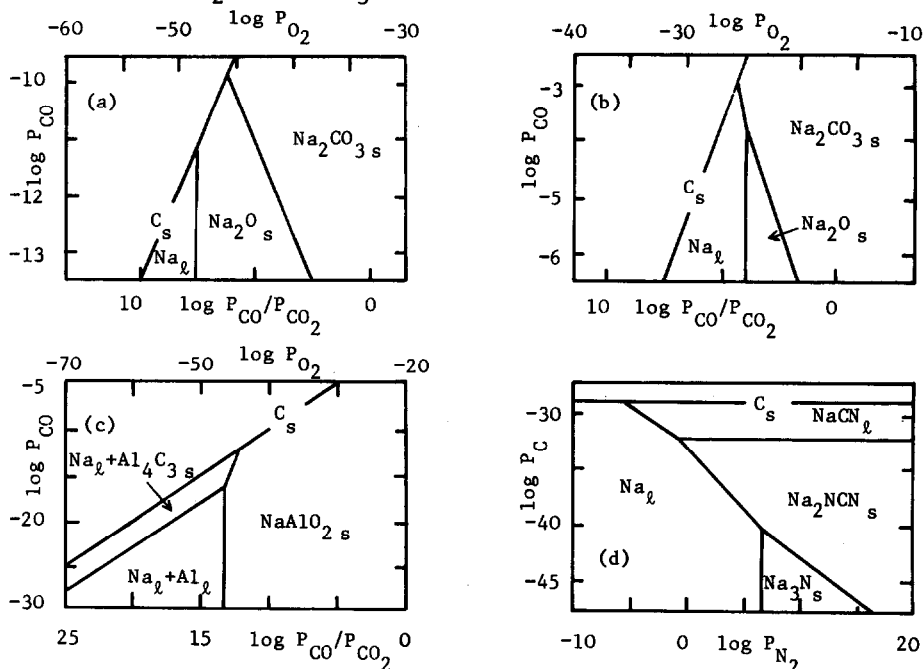 log P_O2
-60 -50 -30
log P_O2
-40 -30 -10
-10
(a)
log P_CO
-12
-13
Na2CO3 s
C_s
Na2O s
Na_ℓ
10 log P_CO/P_CO2 0
-3
(b)
log P_CO
-5
-6
Na2CO3 s
C_s
Na2O s
Na_ℓ
10 log P_CO/P_CO2 0
-70 -50 log P_O2 -20
-5
(c)
log P_CO
-20
-30
C_s
Na_ℓ+Al4C3 s
NaAlO2 s
Na_ℓ+Al_ℓ
25 15 log P_CO/P_CO2 0
-30
log P_C
-40
-45
C_s
NaCN_ℓ
Na_ℓ
Na2NCN s
(d)
Na3N s
-10 0 log P_N2 20